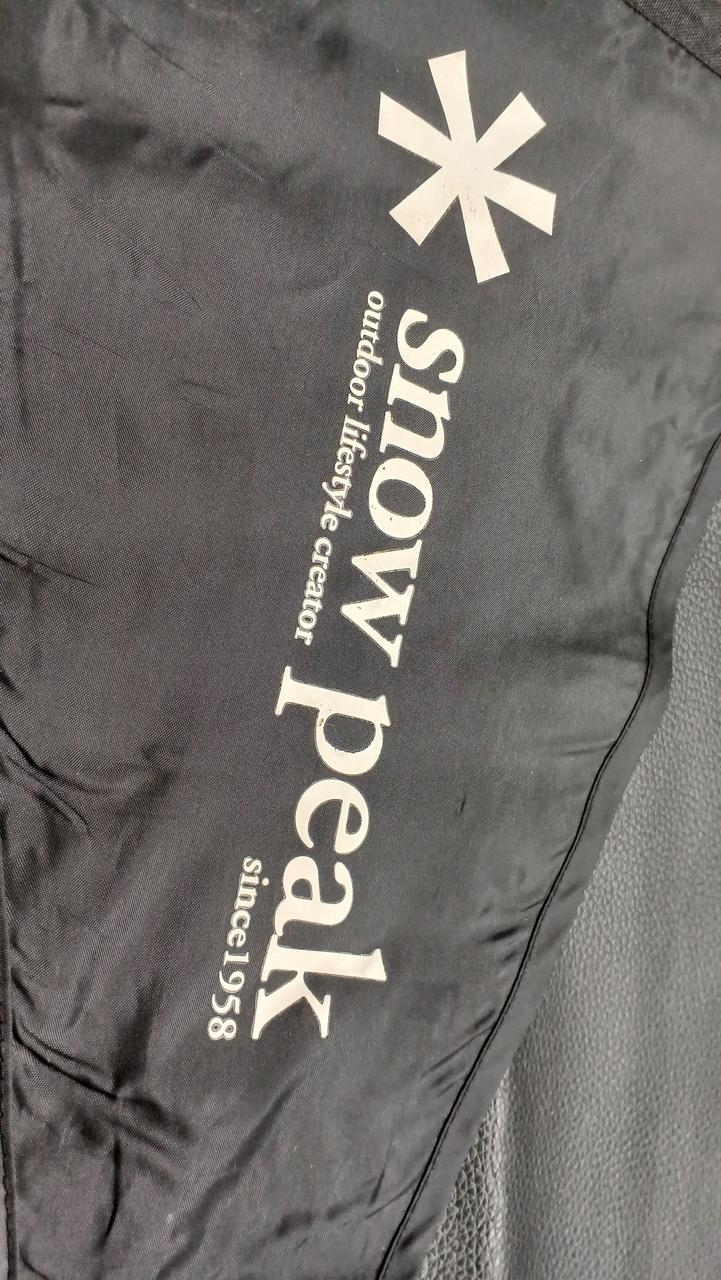 snow peak
outdoor lifestyle creator
since1958